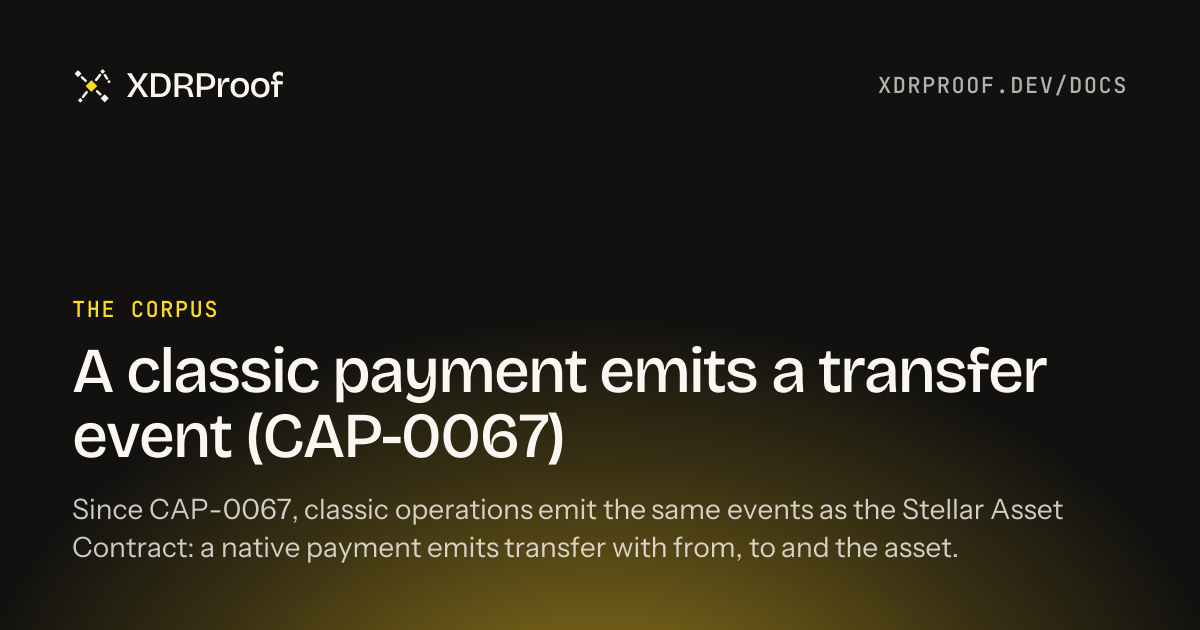 XDRProof
XDRPROOF.DEV/DOCS
THE CORPUS
A classic payment emits a transfer
event (CAP-0067)
Since CAP-0067, classic operations emit the same events as the Stellar Asset
Contract: a native payment emits transfer with from, to and the asset.